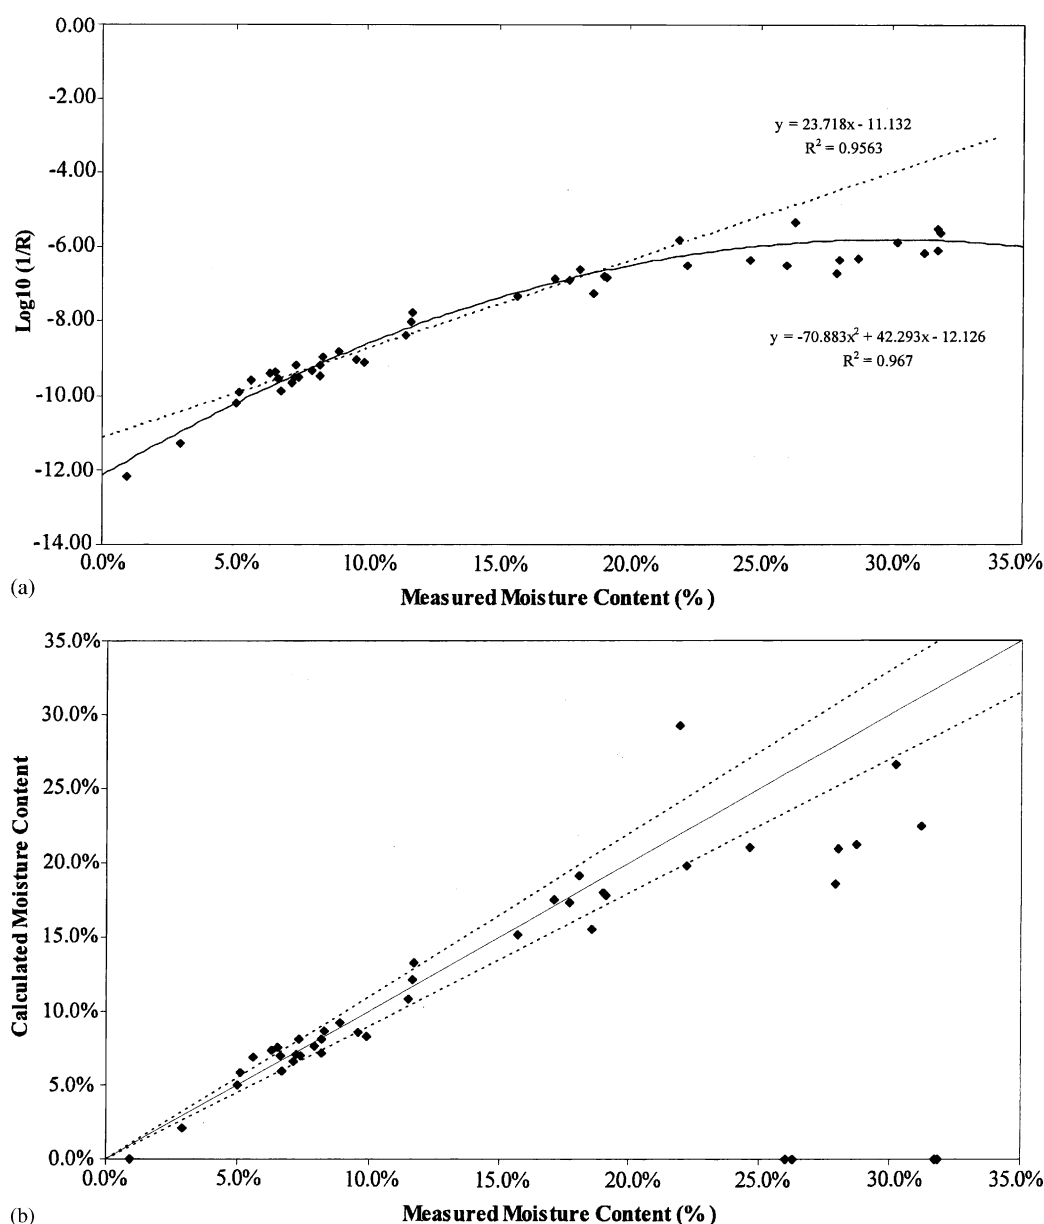 0.00
-2.00
-4.00
-6.00
-8.00
-10.00
-12.00
-14.00
Log10 (1/R)
y = 23.718x - 11.132
R² = 0.9563
y = -70.883x² + 42.293x - 12.126
R² = 0.967
0.0% 5.0% 10.0% 15.0% 20.0% 25.0% 30.0% 35.0%
Measured Moisture Content (%)
(a)
35.0%
30.0%
25.0%
20.0%
15.0%
10.0%
5.0%
0.0%
Calculated Moisture Content
0.0% 5.0% 10.0% 15.0% 20.0% 25.0% 30.0% 35.0%
Measured Moisture Content (%)
(b)